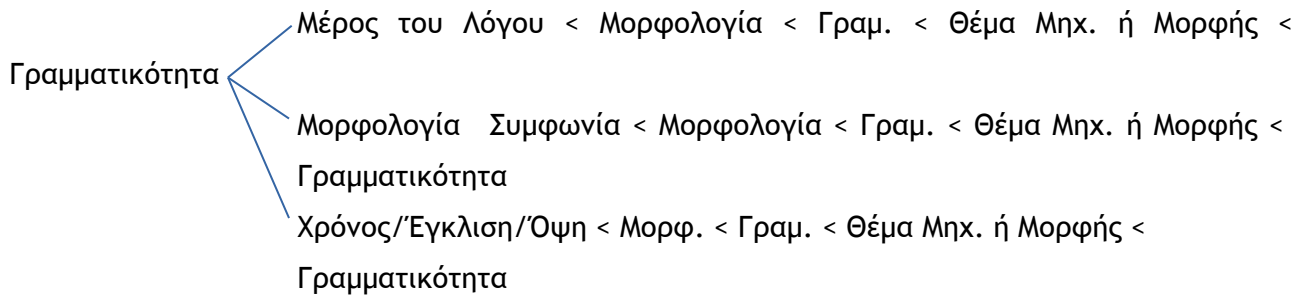 Μέρος του Λόγου < Μορφολογία < Γραμ. < Θέμα Μηχ. ή Μορφής <
Γραμματικότητα
Μορφολογία Συμφωνία < Μορφολογία < Γραμ. < Θέμα Μηχ. ή Μορφής <
Γραμματικότητα
Χρόνος/Έγκλιση/Όψη < Μορφ. < Γραμ. < Θέμα Μηχ. ή Μορφής <
Γραμματικότητα